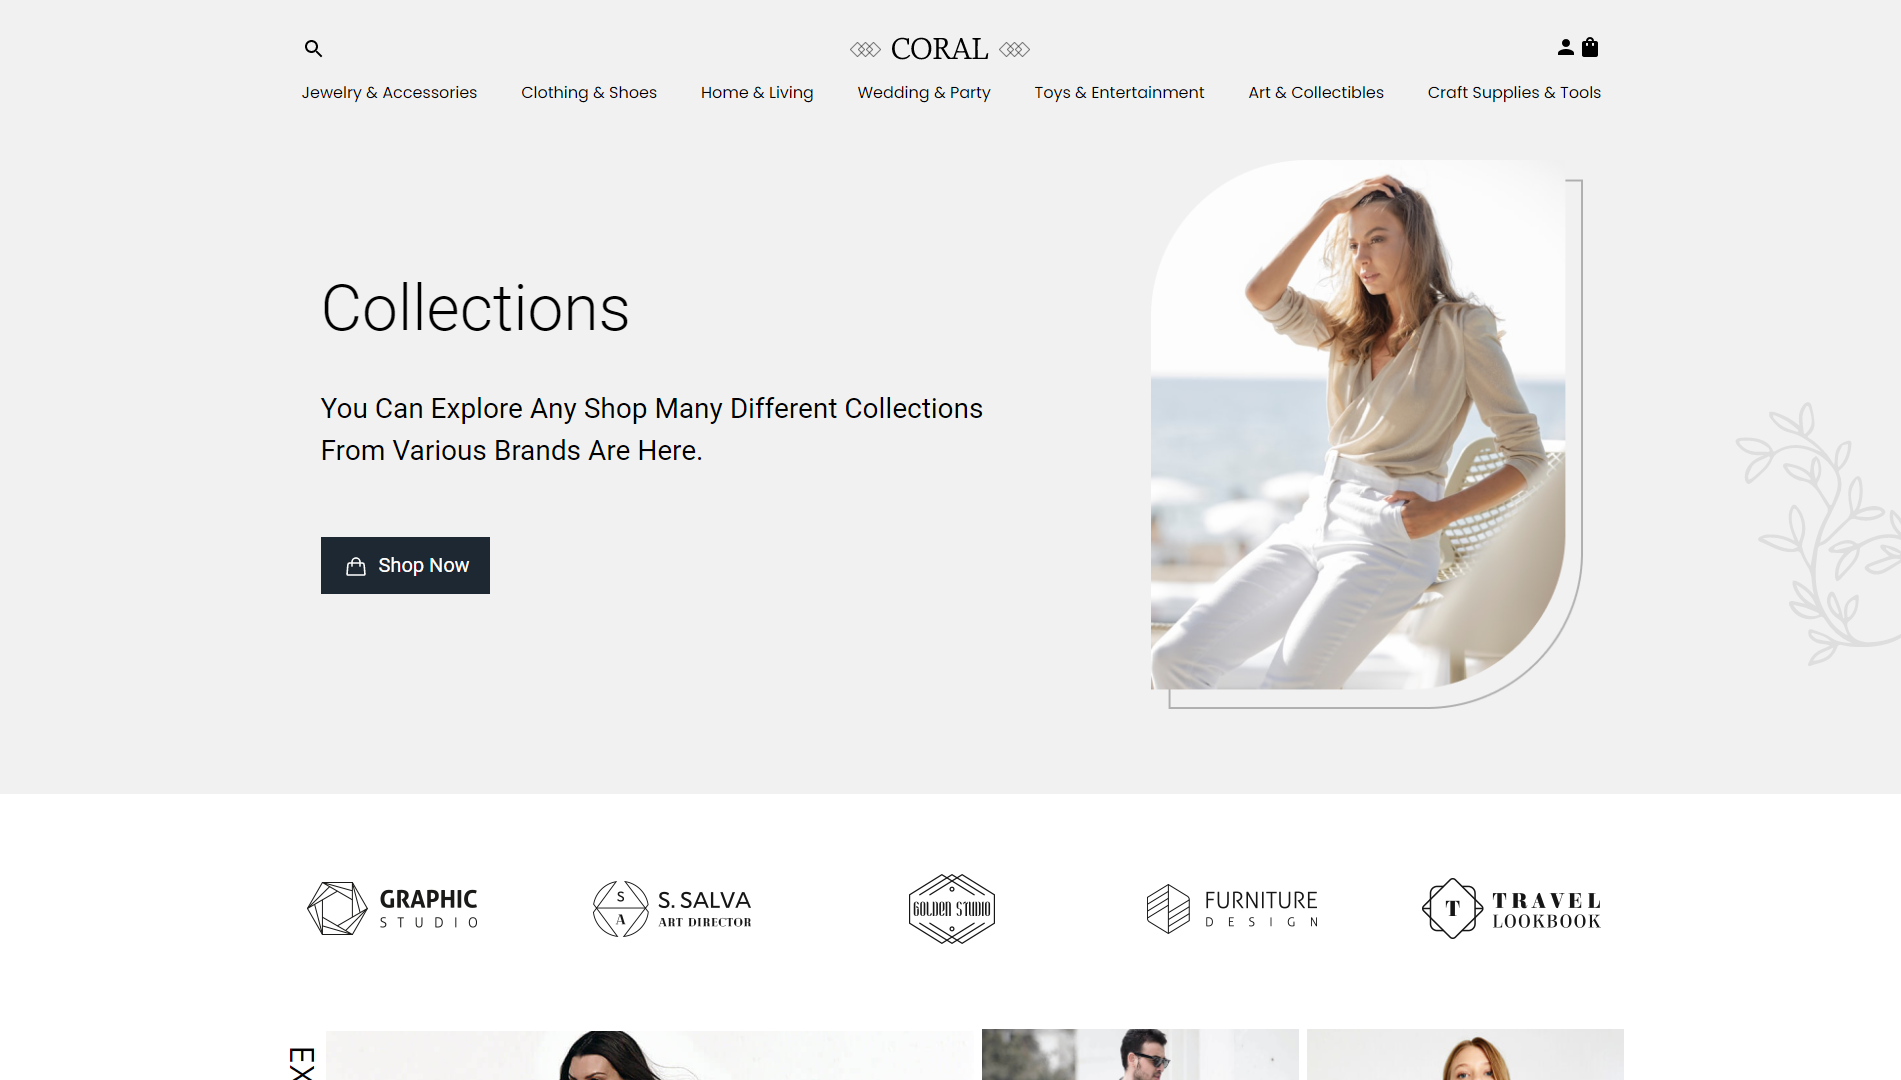 CORAL
Jewelry & Accessories
Clothing & Shoes
Home & Living
Wedding & Party
Toys & Entertainment
Art & Collectibles
Craft Supplies & Tools
Collections
You Can Explore Any Shop Many Different Collections
From Various Brands Are Here.
Shop Now
GRAPHIC
STUDIO
S
A
S. SALVA
ART DIRECTOR
GOLDEN STUDIO
FURNITURE
DESIGN
T
TRAVEL
LOOKBOOK
EX